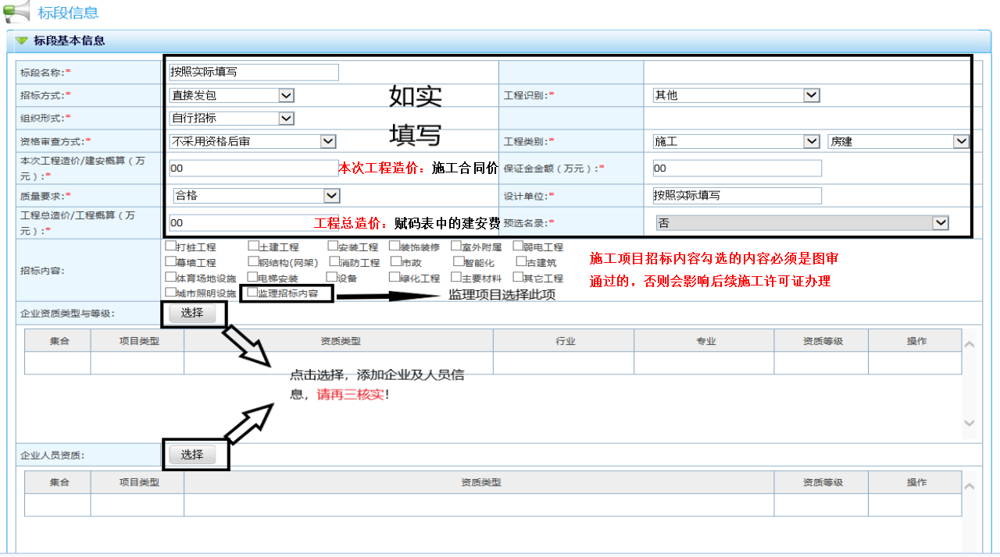 标段信息
标段基本信息
标段名称:* 按照实际填写
招标方式:* 直接发包 如实 工程识别:* 其他
组织形式:* 自行招标 填写
资格审查方式:* 不采用资格后审 工程类别:* 施工 房建
本次工程造价/建安概算（万元）:* 00 本次工程造价：施工合同价 保证金金额（万元）:* 00
质量要求:* 合格 设计单位:* 按照实际填写
工程总造价/工程概算（万元）:* 00 工程总造价：赋码表中的建安费 预选名录:* 否
招标内容:
打桩工程 土建工程 安装工程 装饰装修 室外附属 弱电工程
幕墙工程 钢结构(网架) 消防工程 市政 智能化 古建筑
体育场地设施 电梯安装 设备 绿化工程 主要材料 其它工程
城市照明设施 监理招标内容 监理项目选择此项
施工项目招标内容勾选的内容必须是图审
通过的，否则会影响后续施工许可证办理
企业资质类型与等级: 选择
集合 项目类型 资质类型 行业 专业 资质等级 操作
点击选择，添加企业及人员信
息，请再三核实！
企业人员资质: 选择
集合 项目类型 资质类型 资质等级 操作